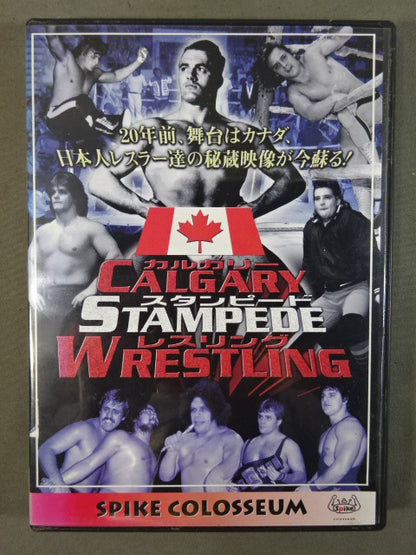 20年前、舞台はカナダ、
日本人レスラー達の秘蔵映像が今蘇る!
カルガリー
CALGARY
スタンピード
STAMPEDE
レスリング
WRESTLING
SPIKE COLOSSEUM
Spike